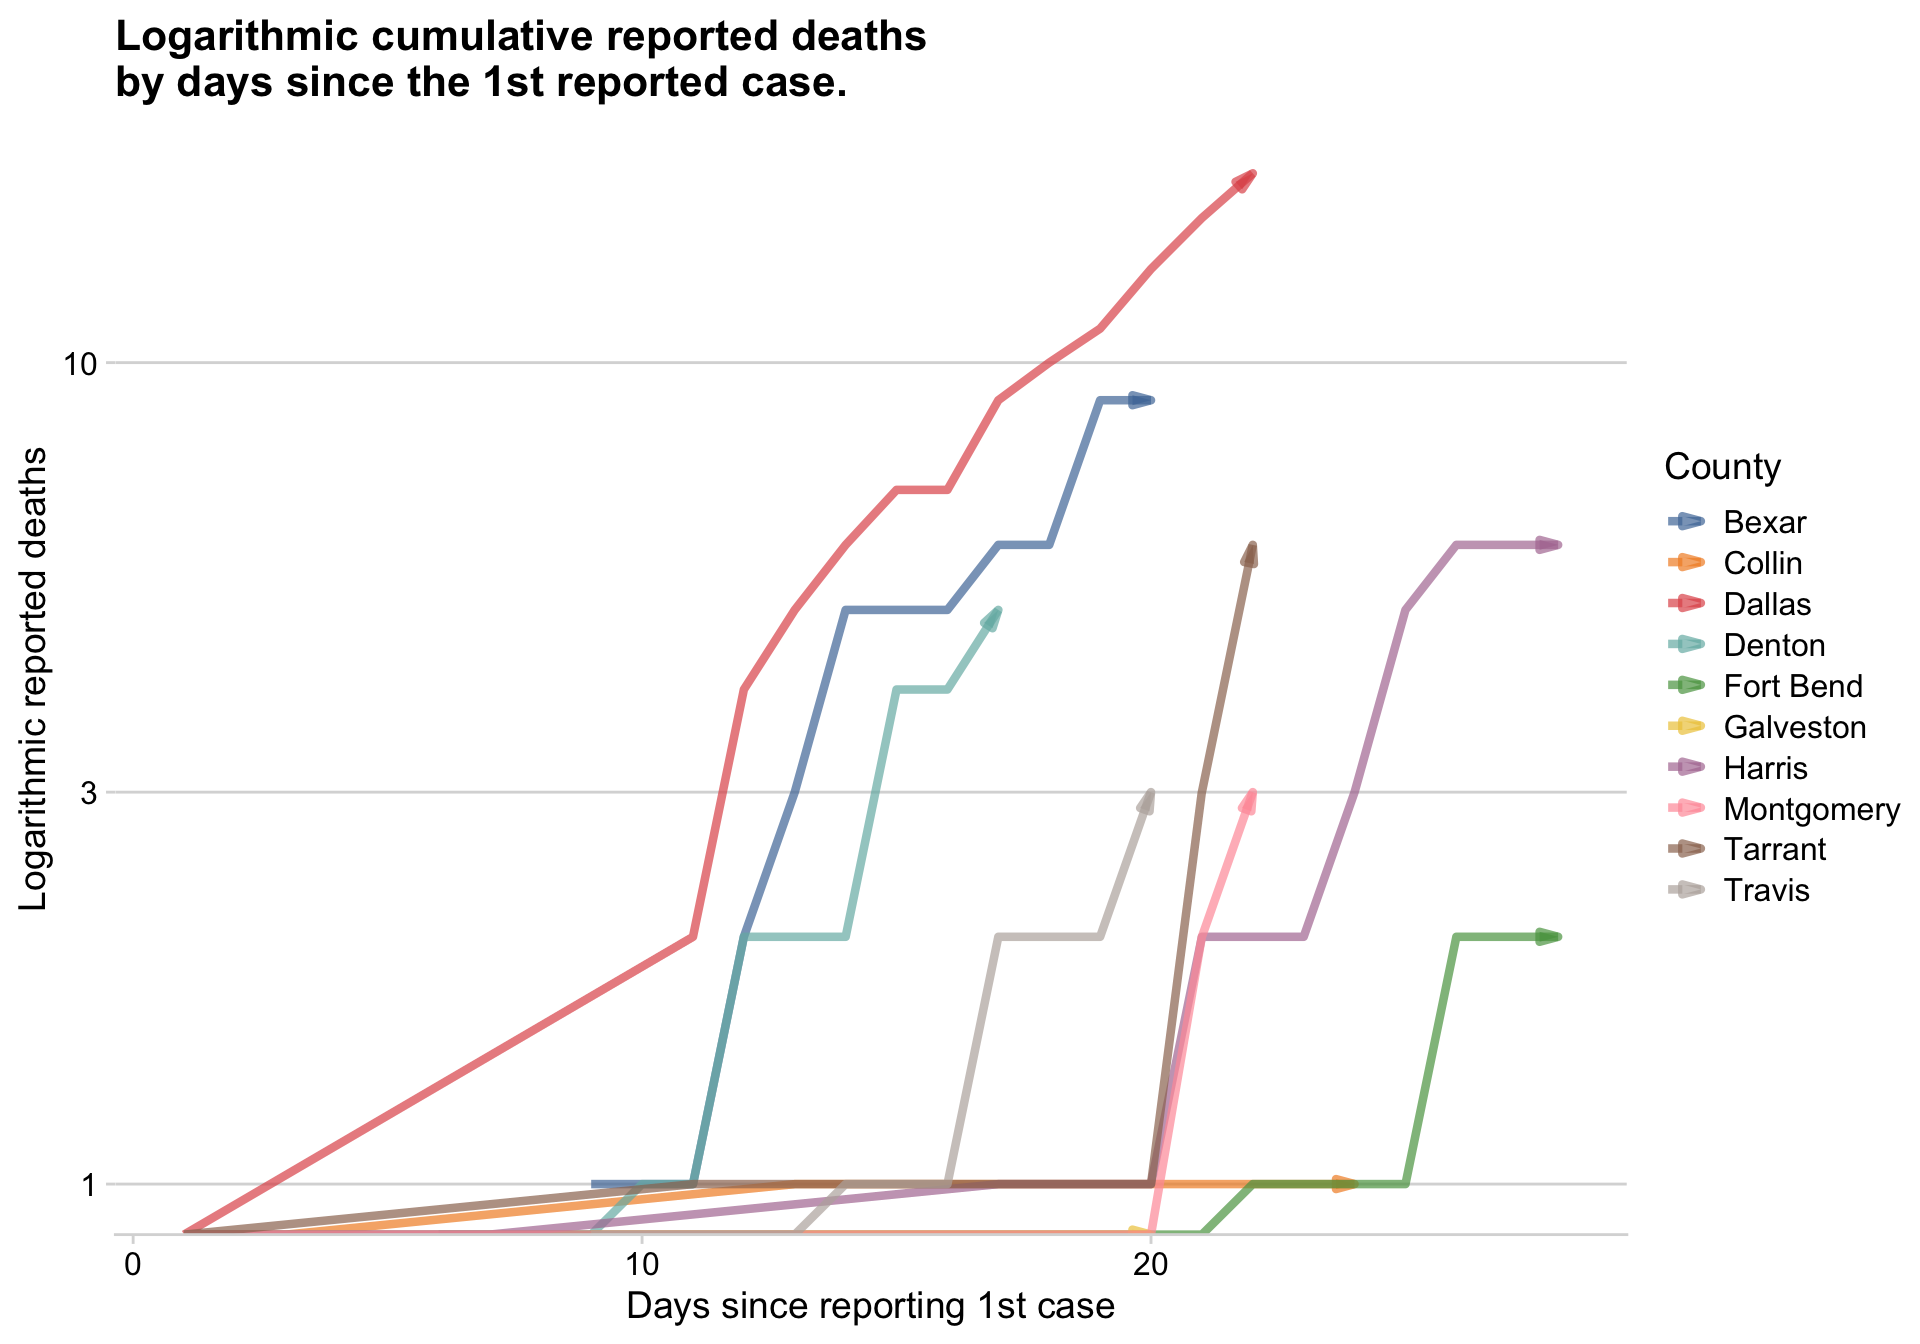 Logarithmic cumulative reported deaths
by days since the 1st reported case.
Logarithmic reported deaths
10
3
1
0
10
20
Days since reporting 1st case
County
Bexar
Collin
Dallas
Denton
Fort Bend
Galveston
Harris
Montgomery
Tarrant
Travis